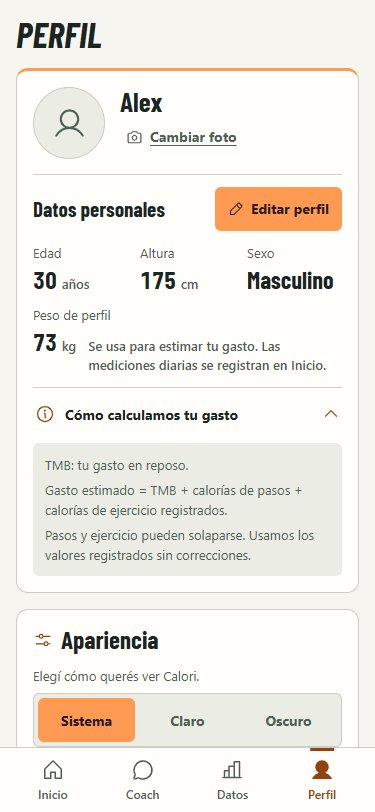 PERFIL
Alex
Cambiar foto
Datos personales
Editar perfil
Edad
Altura
Sexo
30 años
175 cm
Masculino
Peso de perfil
73 kg
Se usa para estimar tu gasto. Las
mediciones diarias se registran en Inicio.
Cómo calculamos tu gasto
TMB: tu gasto en reposo.
Gasto estimado = TMB + calorías de pasos +
calorías de ejercicio registrados.
Pasos y ejercicio pueden solaparse. Usamos los
valores registrados sin correcciones.
Apariencia
Elegí cómo querés ver Calori.
Sistema
Claro
Oscuro
Inicio
Coach
Datos
Perfil